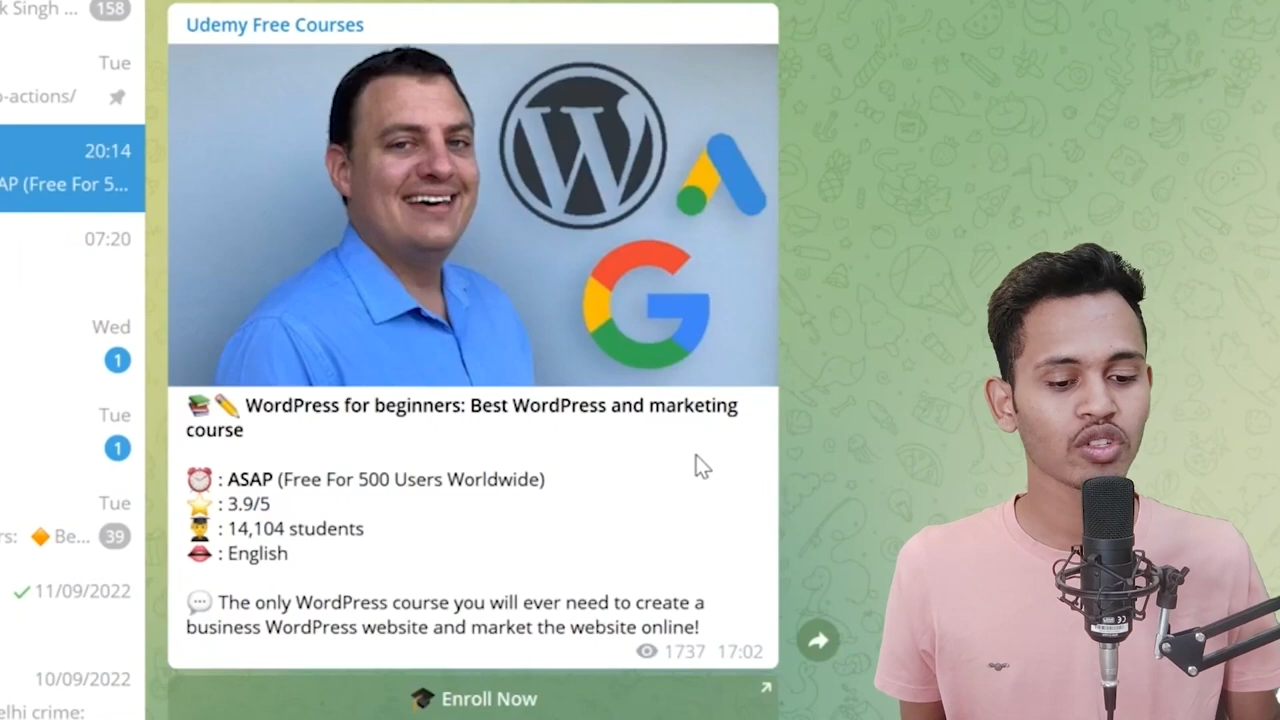 k Singh ...
158
Tue
o-actions/
20:14
AP (Free For 5...
07:20
Wed
1
Tue
1
Tue
rs: 🔶 Be...
39
11/09/2022
10/09/2022
elhi crime:
Udemy Free Courses
📚✏️ WordPress for beginners: Best WordPress and marketing
course
⏰ : ASAP (Free For 500 Users Worldwide)
⭐ : 3.9/5
👨‍🎓 : 14,104 students
👄 : English
💬 The only WordPress course you will ever need to create a
business WordPress website and market the website online!
1737 17:02
🎓 Enroll Now